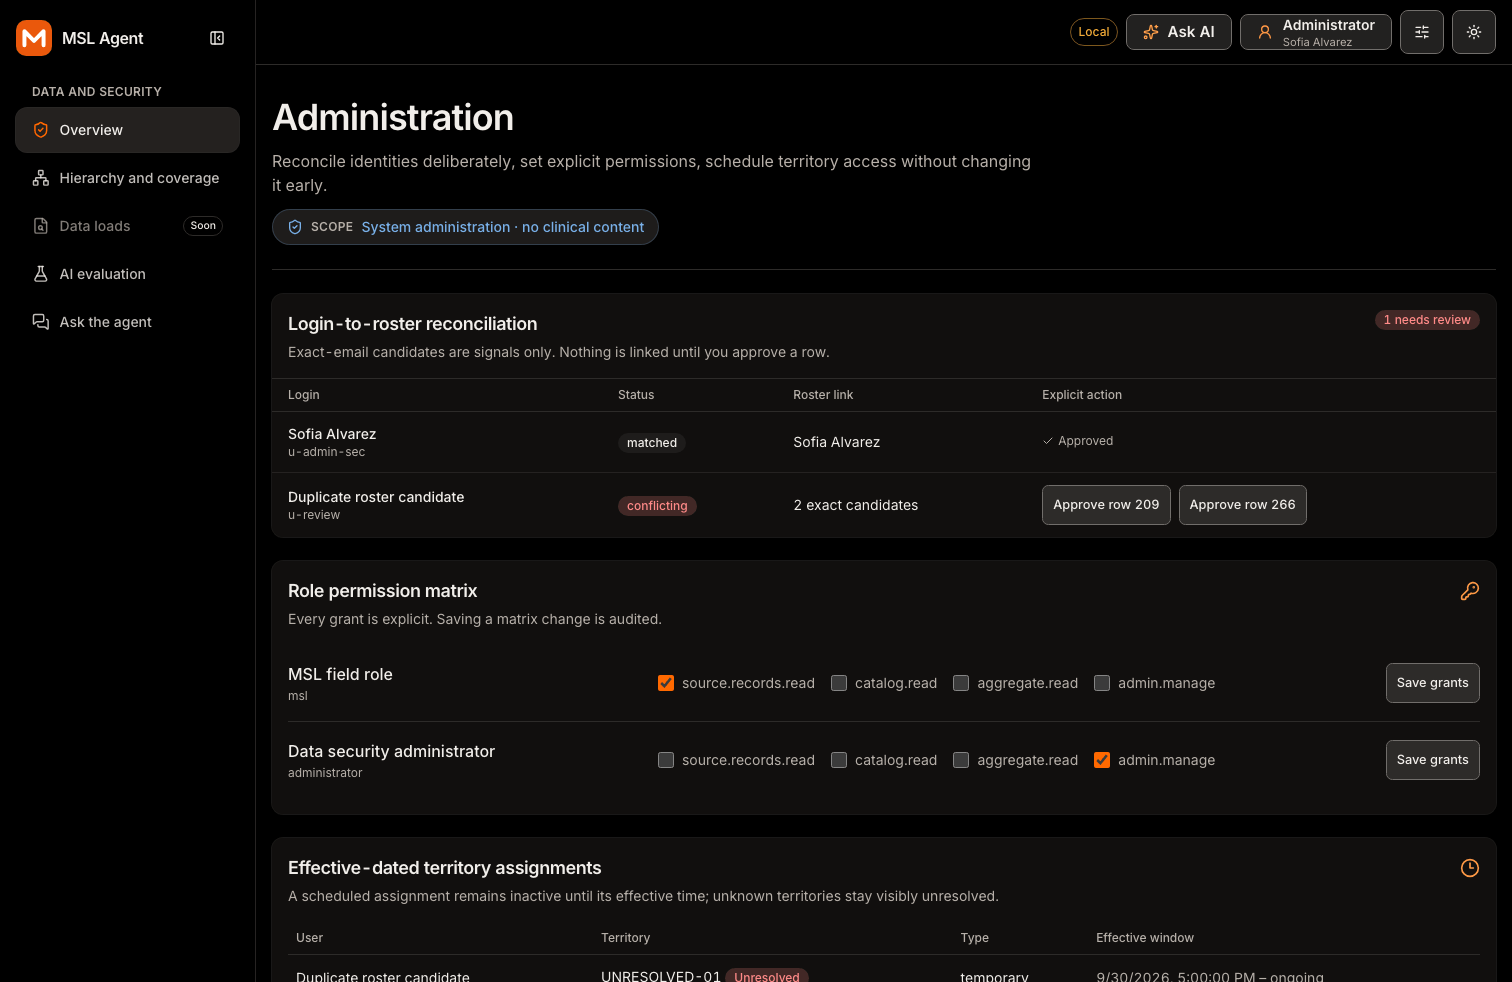 MSL Agent
Local
Ask AI
Administrator
Sofia Alvarez
DATA AND SECURITY
Overview
Hierarchy and coverage
Data loads
Soon
AI evaluation
Ask the agent
Administration
Reconcile identities deliberately, set explicit permissions, schedule territory access without changing
it early.
SCOPE System administration · no clinical content
Login-to-roster reconciliation
1 needs review
Exact-email candidates are signals only. Nothing is linked until you approve a row.
Login Status Roster link Explicit action
Sofia Alvarez
u-admin-sec
matched
Sofia Alvarez
Approved
Duplicate roster candidate
u-review
conflicting
2 exact candidates
Approve row 209
Approve row 266
Role permission matrix
Every grant is explicit. Saving a matrix change is audited.
MSL field role
msl
source.records.read catalog.read aggregate.read admin.manage
Save grants
Data security administrator
administrator
source.records.read catalog.read aggregate.read admin.manage
Save grants
Effective-dated territory assignments
A scheduled assignment remains inactive until its effective time; unknown territories stay visibly unresolved.
User Territory Type Effective window
Duplicate roster candidate UNRESOLVED-01 Unresolved temporary 9/30/2026, 5:00:00 PM – ongoing